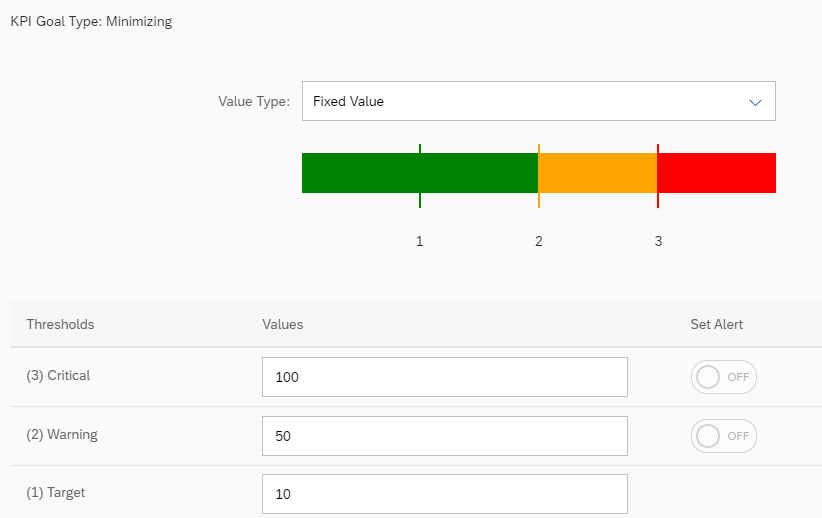 KPI Goal Type: Minimizing
Value Type: Fixed Value
1 2 3
Thresholds Values Set Alert
(3) Critical 100 OFF
(2) Warning 50 OFF
(1) Target 10